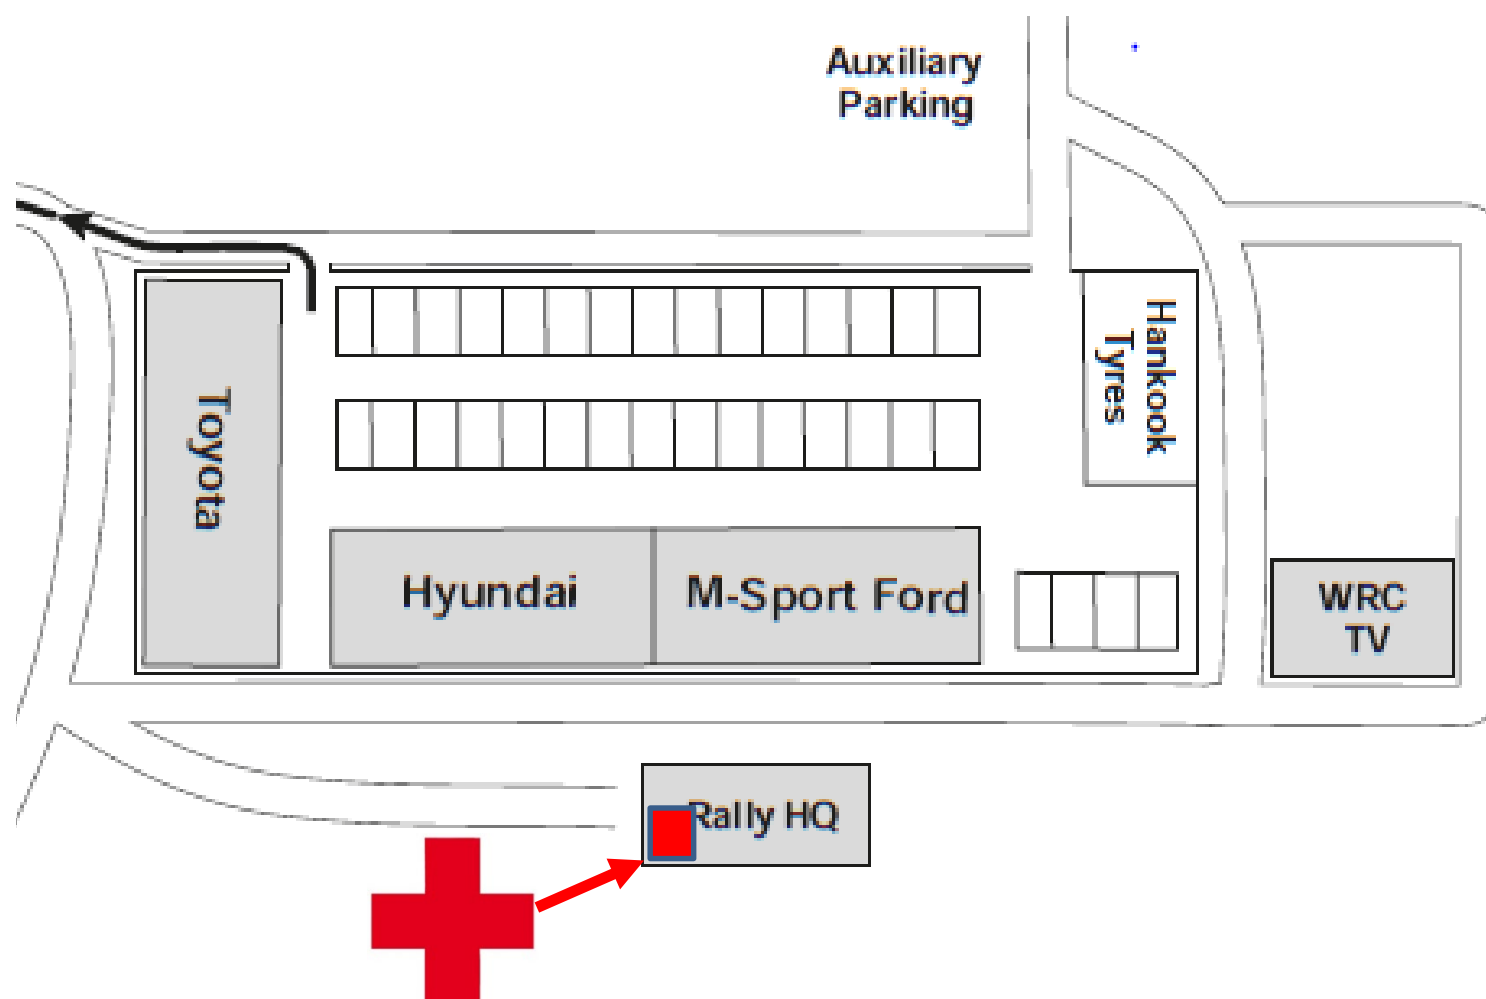 Auxiliary
Parking
Toyota
Hankook
Tyres
Hyundai
M-Sport Ford
WRC
TV
Rally HQ